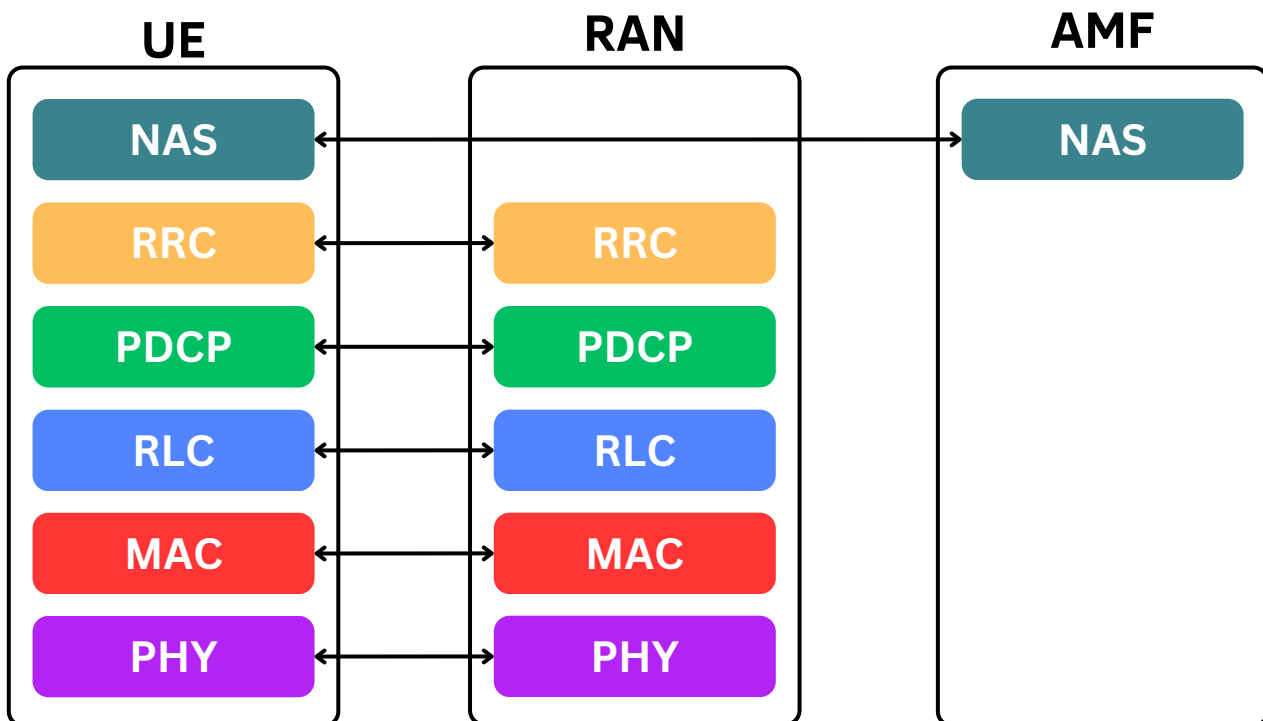 UE RAN AMF
NAS NAS
RRC RRC
PDCP PDCP
RLC RLC
MAC MAC
PHY PHY